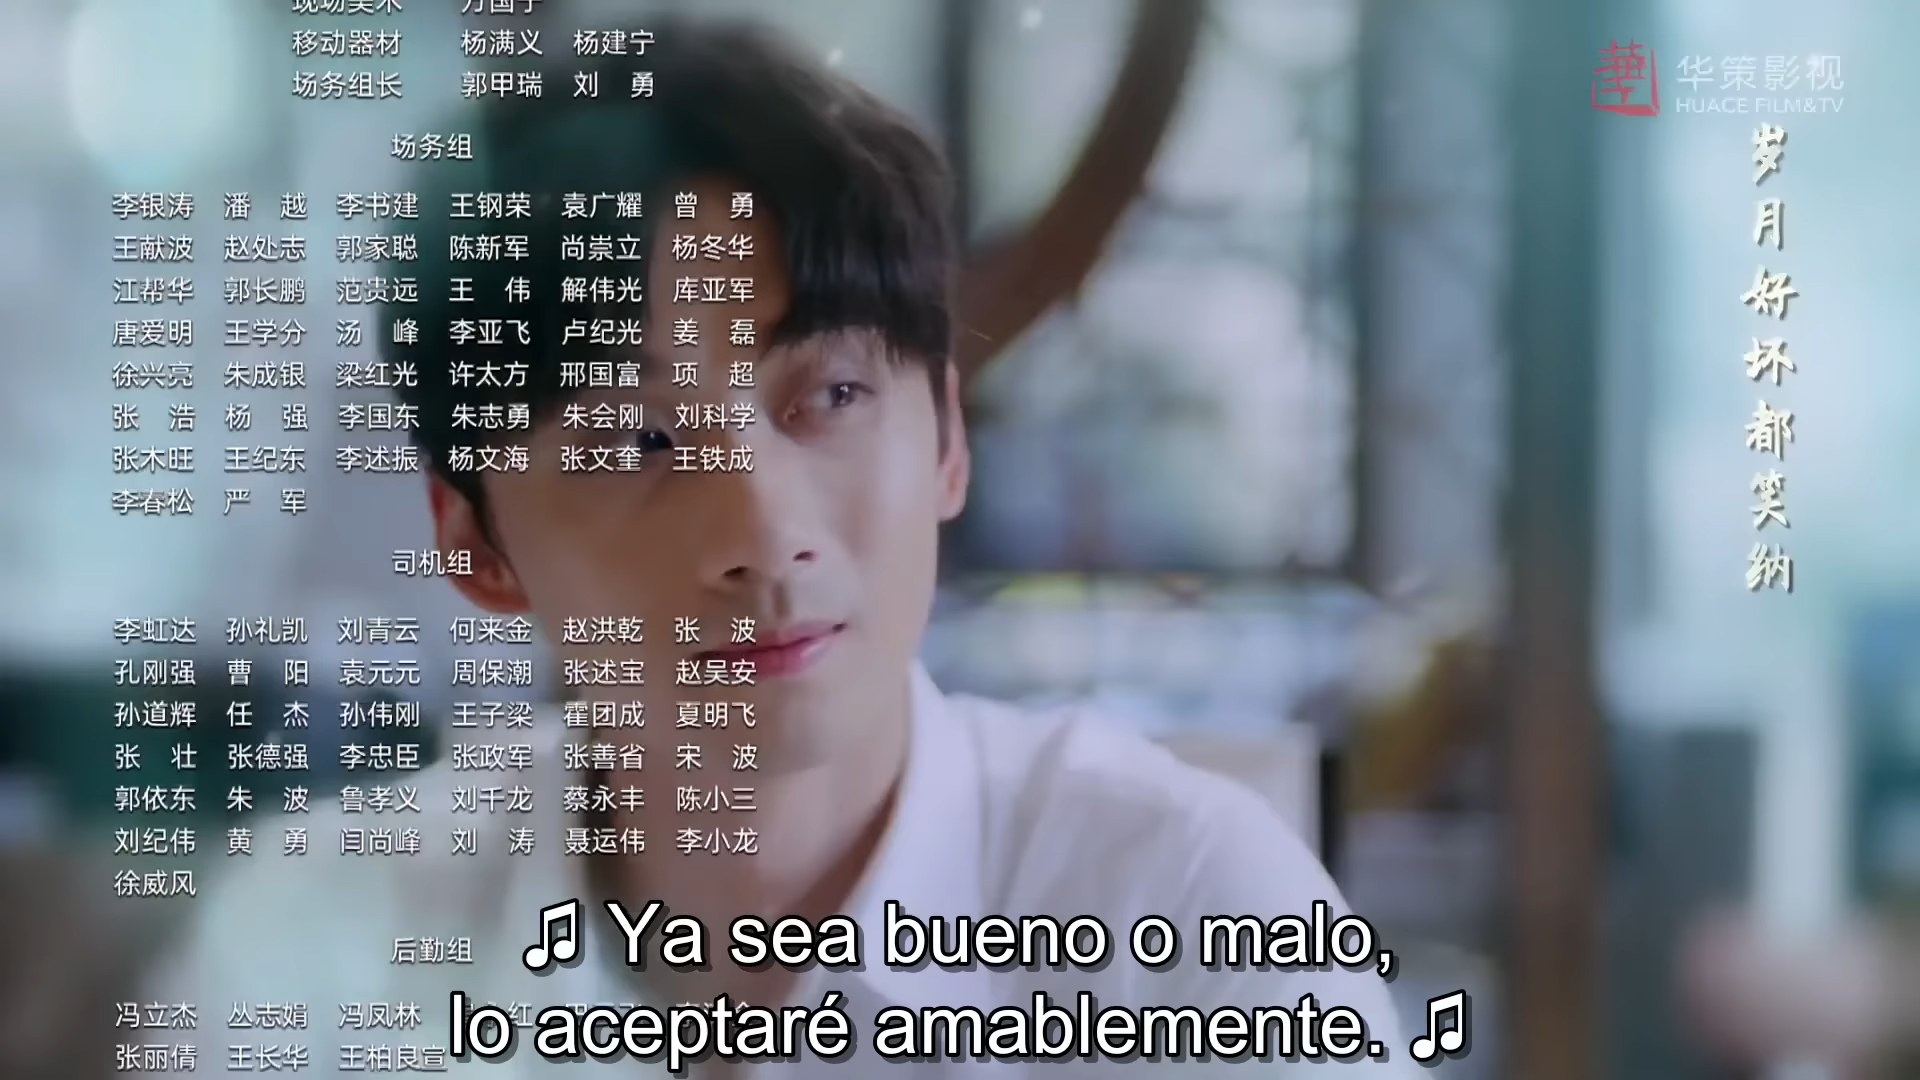 移动器材 杨满义 杨建宁
场务组长 郭甲瑞 刘 勇
场务组
李银涛 潘 越 李书建 王钢荣 袁广耀 曾 勇
王献波 赵处志 郭家聪 陈新军 尚崇立 杨冬华
江帮华 郭长鹏 范贵远 王 伟 解伟光 库亚军
唐爱明 王学分 汤 峰 李亚飞 卢纪光 姜 磊
徐兴亮 朱成银 梁红光 许太方 邢国富 项 超
张 浩 杨 强 李国东 朱志勇 朱会刚 刘科学
张木旺 王纪东 李述振 杨文海 张文奎 王铁成
李春松 严 军
司机组
李虹达 孙礼凯 刘青云 何来金 赵洪乾 张 波
孔刚强 曹 阳 袁元元 周保潮 张述宝 赵吴安
孙道辉 任 杰 孙伟刚 王子梁 霍团成 夏明飞
张 壮 张德强 李忠臣 张政军 张善省 宋 波
郭依东 朱 波 鲁孝义 刘千龙 蔡永丰 陈小三
刘纪伟 黄 勇 闫尚峰 刘 涛 聂运伟 李小龙
徐威风
后勤组
冯立杰 丛志娟 冯凤林
张丽倩 王长华 王柏良宣
華 华策影视
HUACE FILM&TV
岁月好坏都笑纳
♫ Ya sea bueno o malo,
lo aceptaré amablemente. ♫